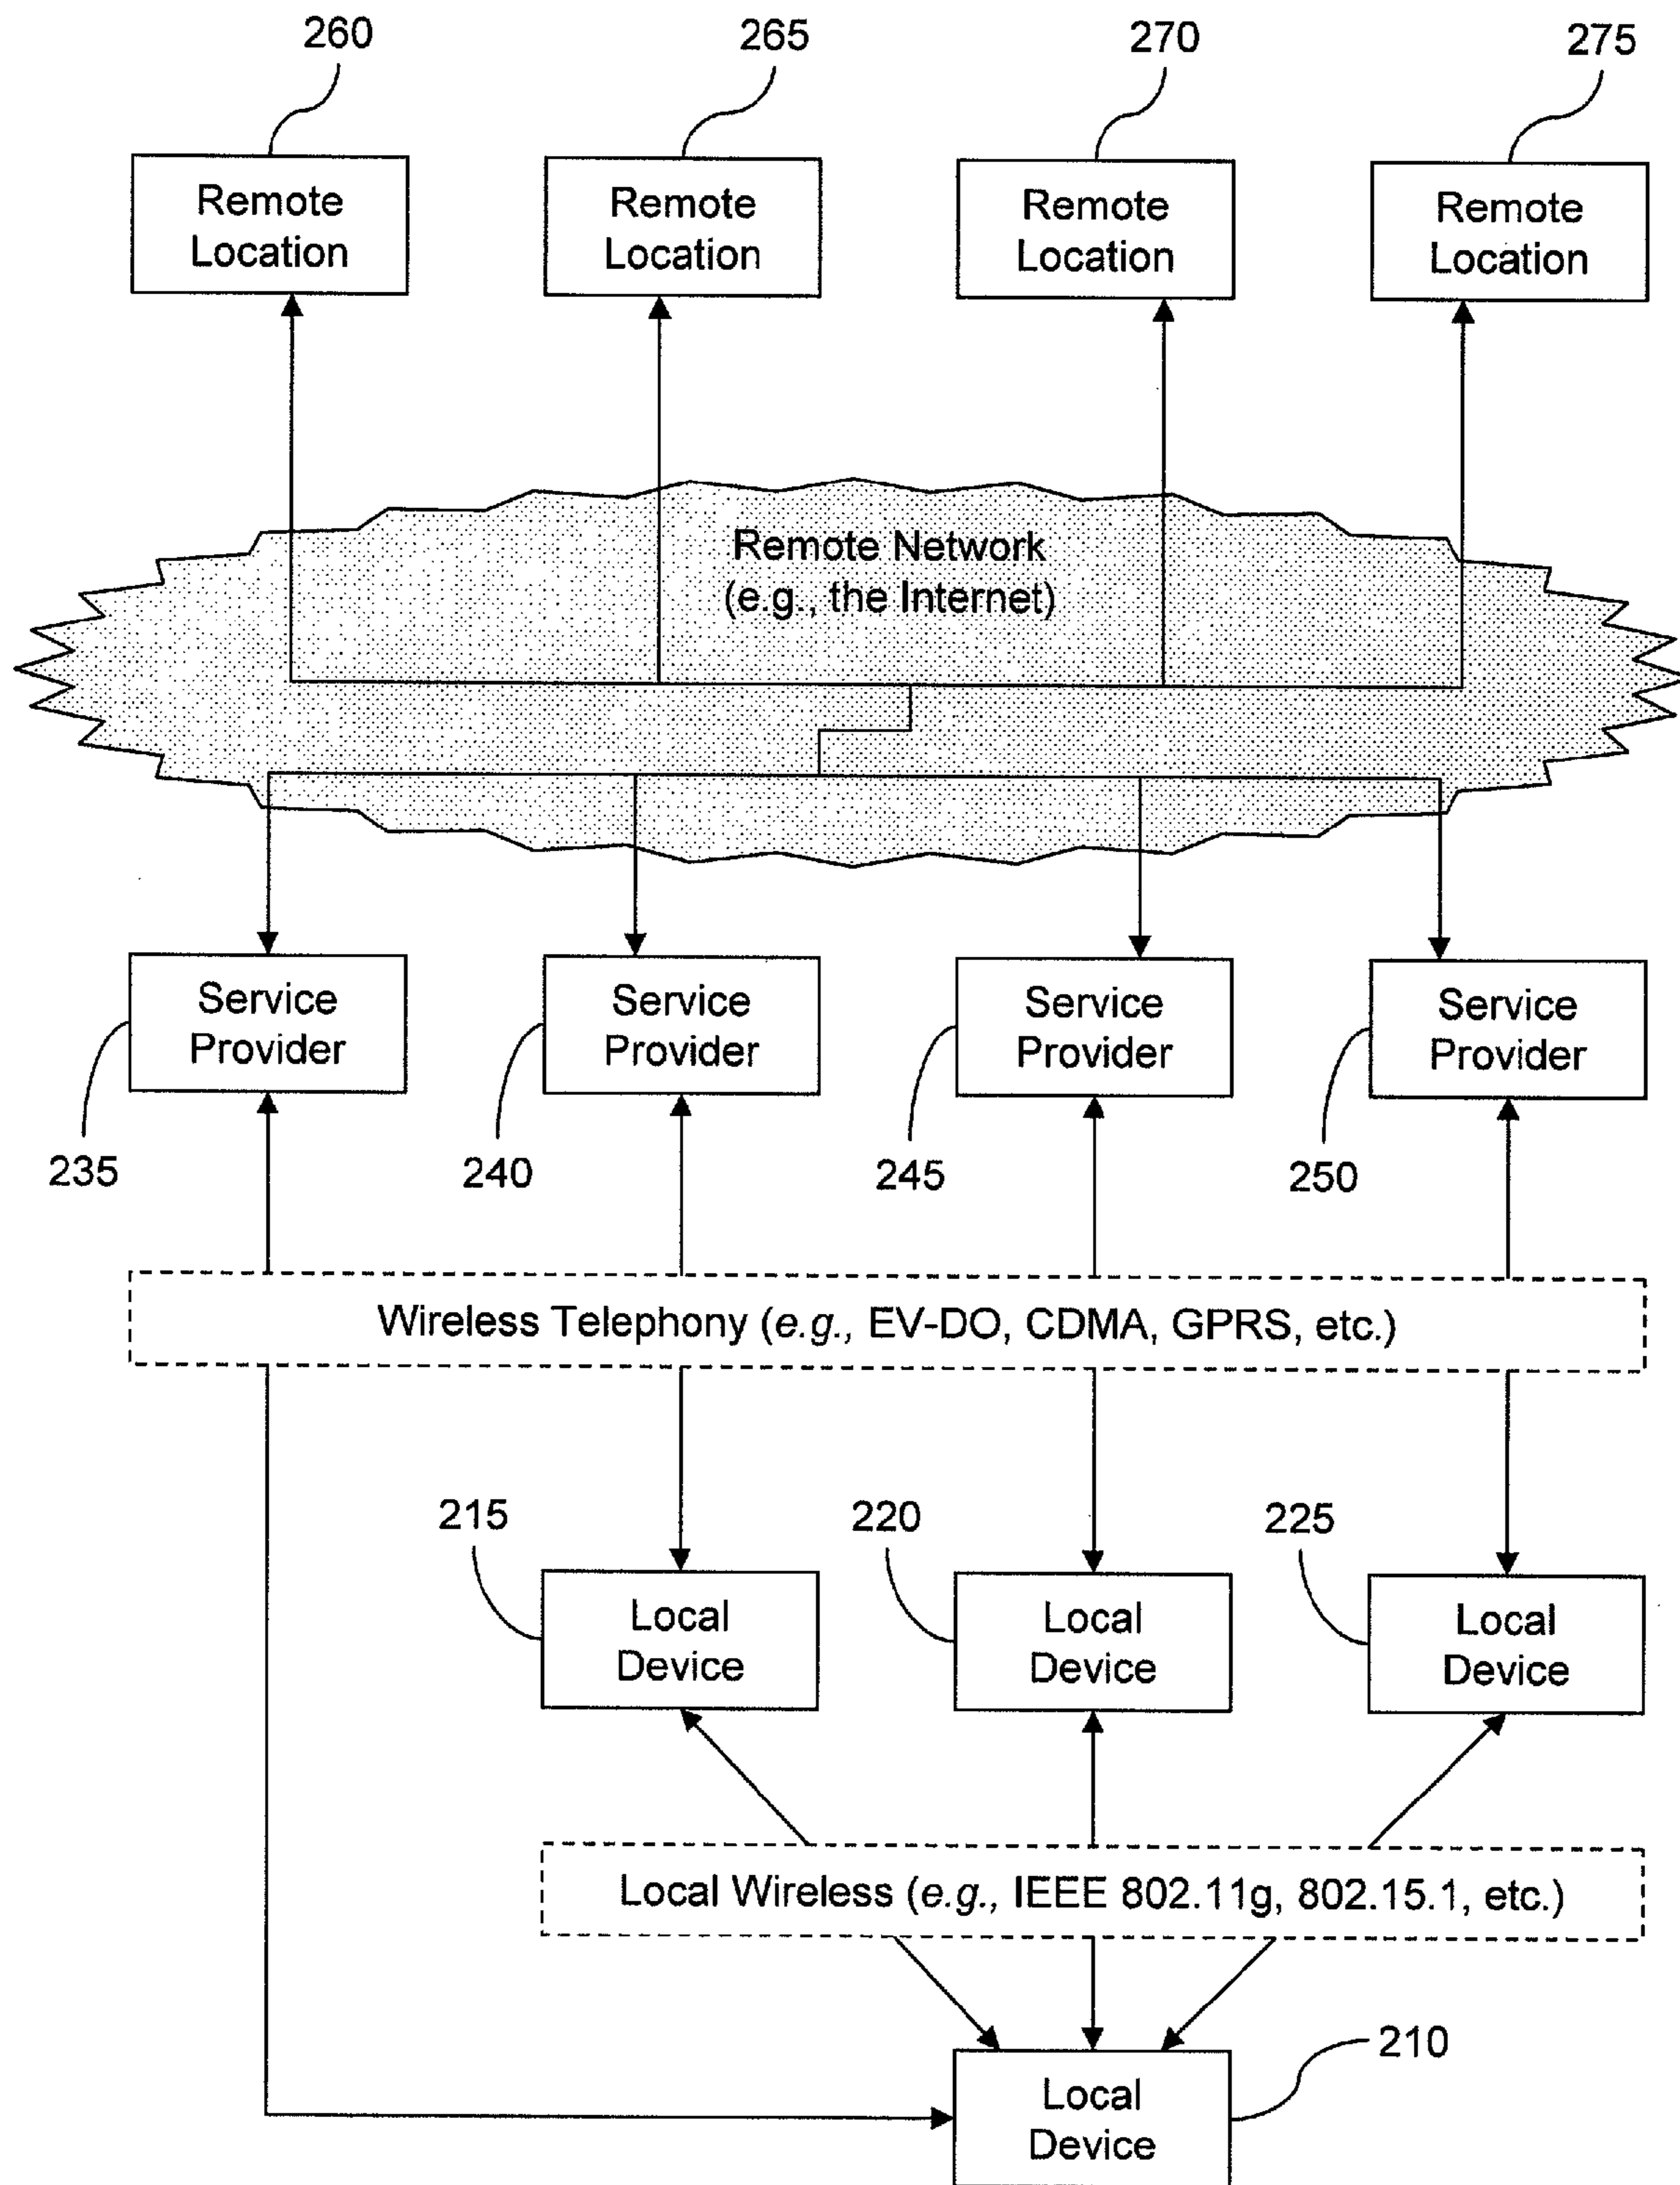 260
265
270
275
Remote
Location
Remote
Location
Remote
Location
Remote
Location
Remote Network
(e.g., the Internet)
Service
Provider
Service
Provider
Service
Provider
Service
Provider
235
240
245
250
Wireless Telephony (e.g., EV-DO, CDMA, GPRS, etc.)
215
220
225
Local
Device
Local
Device
Local
Device
Local Wireless (e.g., IEEE 802.11g, 802.15.1, etc.)
210
Local
Device